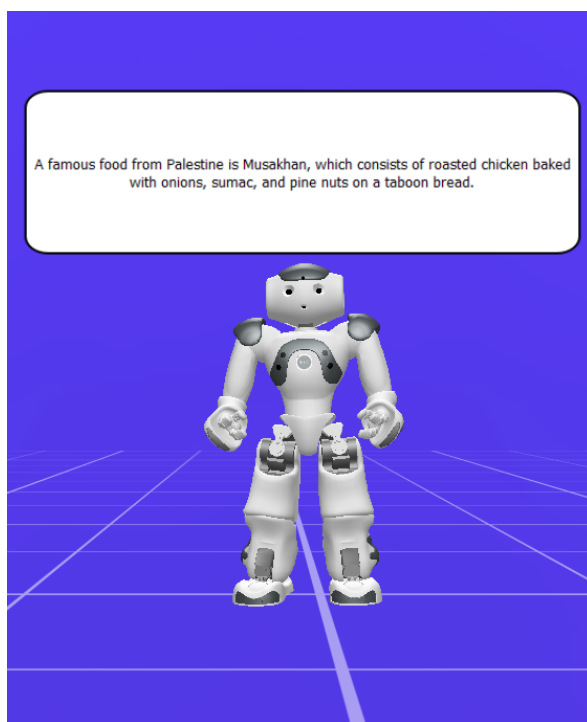 A famous food from Palestine is Musakhan, which consists of roasted chicken baked
with onions, sumac, and pine nuts on a taboon bread.